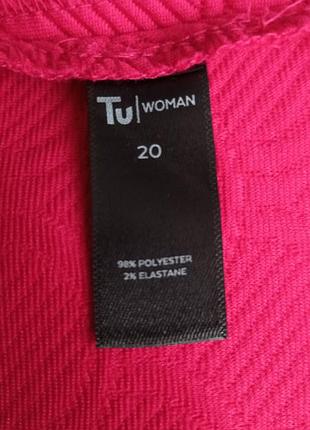 Tu WOMAN
20
98% POLYESTER
2% ELASTANE